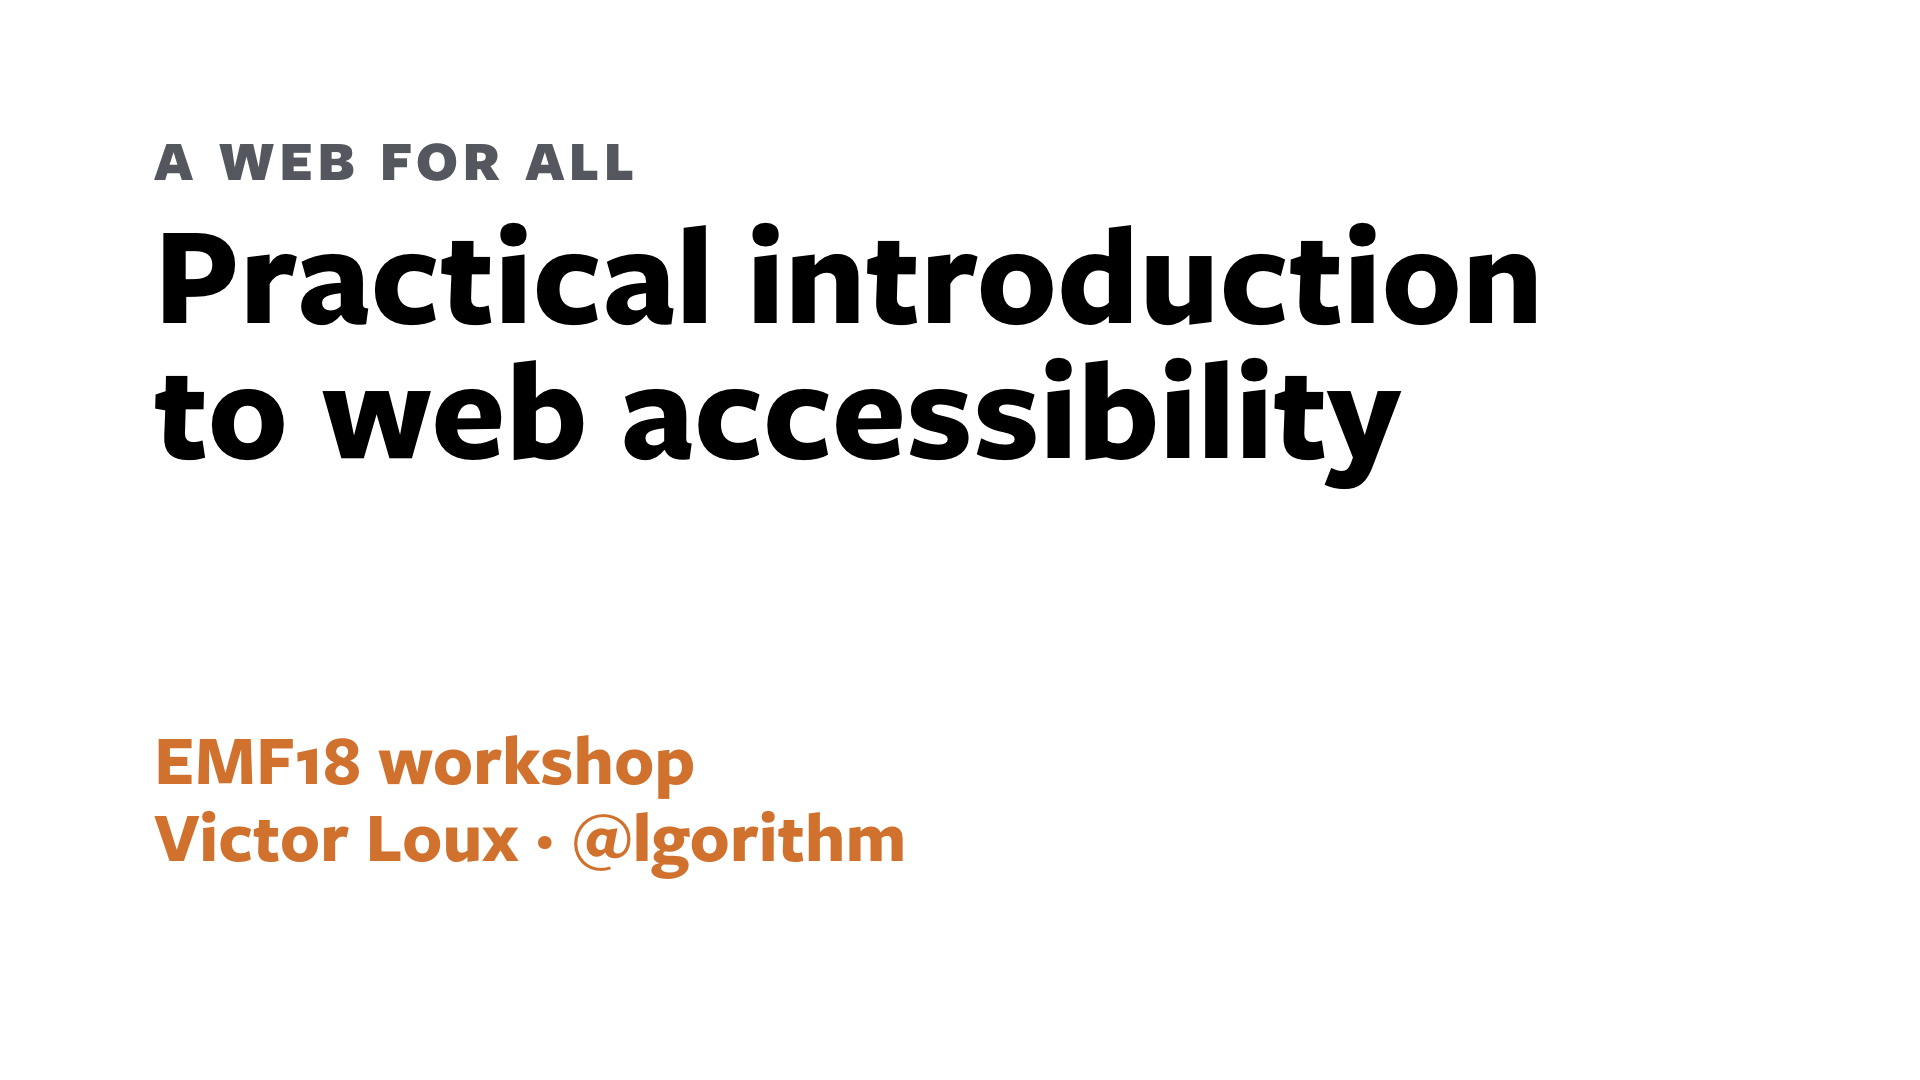 A WEB FOR ALL
Practical introduction
to web accessibility
EMF18 workshop
Victor Loux • @lgorithm